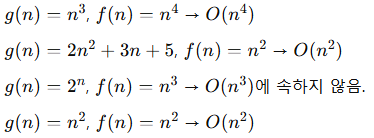 g(n) = n³, f(n) = n⁴ → O(n⁴)
g(n) = 2n² + 3n + 5, f(n) = n² → O(n²)
g(n) = 2ⁿ, f(n) = n³ → O(n³)에 속하지 않음.
g(n) = n², f(n) = n² → O(n²)